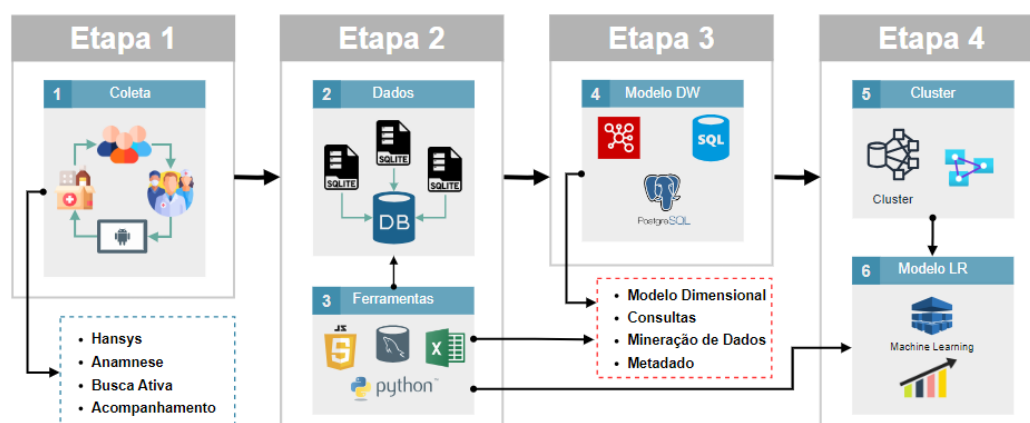 Etapa 1
1 Coleta
• Hansys
• Anamnese
• Busca Ativa
• Acompanhamento
Etapa 2
2 Dados
SQLITE
SQLITE
SQLITE
DB
3 Ferramentas
JS
5
python™
Etapa 3
4 Modelo DW
SQL
PostgreSQL
• Modelo Dimensional
• Consultas
• Mineração de Dados
• Metadado
Etapa 4
5 Cluster
Cluster
6 Modelo LR
Machine Learning